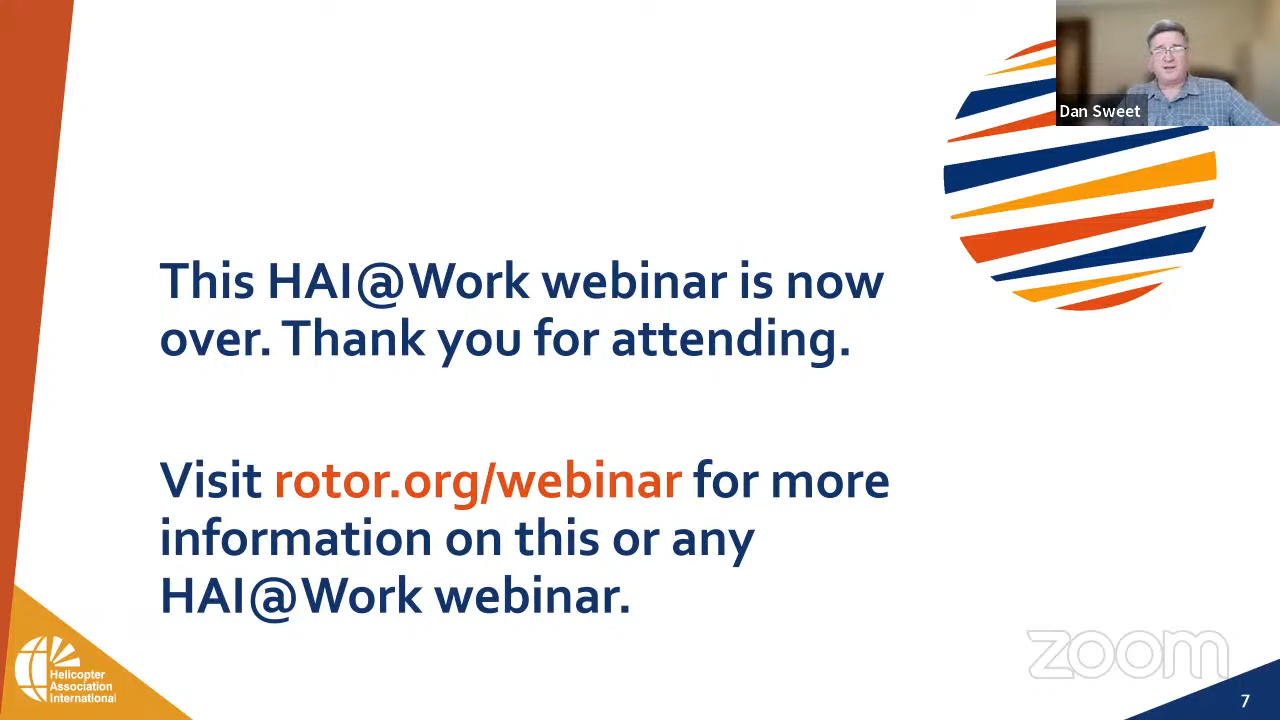 Dan Sweet
This HAI@Work webinar is now
over. Thank you for attending.
Visit rotor.org/webinar for more
information on this or any
HAI@Work webinar.
Helicopter
Association
International
zoom
7